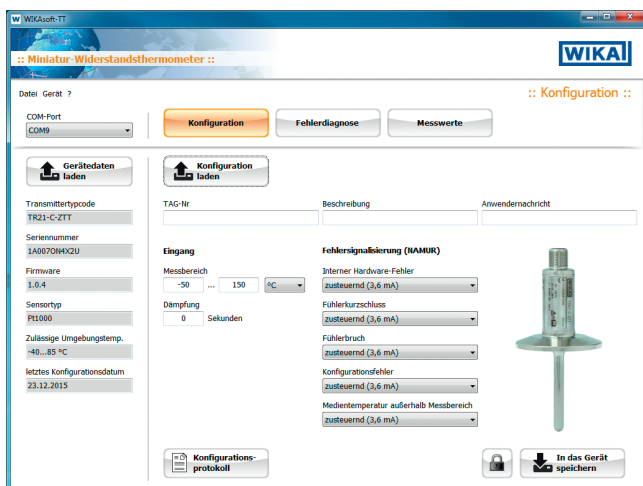 WIKAsoft-TT
:: Miniatur-Widerstandsthermometer ::
WIKA
Datei Gerät ?
:: Konfiguration ::
COM-Port
COM9
Konfiguration
Fehlerdiagnose
Messwerte
Gerätedaten
laden
Konfiguration
laden
Transmittertypcode
TR21-C-ZTT
Seriennummer
1A007ON4X2U
Firmware
1.0.4
Sensortyp
Pt1000
Zulässige Umgebungstemp.
-40...85 ºC
letztes Konfigurationsdatum
23.12.2015
TAG-Nr
Beschreibung
Anwendernachricht
Eingang
Messbereich
-50 ... 150 ºC
Dämpfung
0 Sekunden
Fehlersignalisierung (NAMUR)
Interner Hardware-Fehler
zusteuernd (3,6 mA)
Fühlerkurzschluss
zusteuernd (3,6 mA)
Fühlerbruch
zusteuernd (3,6 mA)
Konfigurationsfehler
zusteuernd (3,6 mA)
Medientemperatur außerhalb Messbereich
zusteuernd (3,6 mA)
WIKA
Konfigurations-
protokoll
In das Gerät
speichern